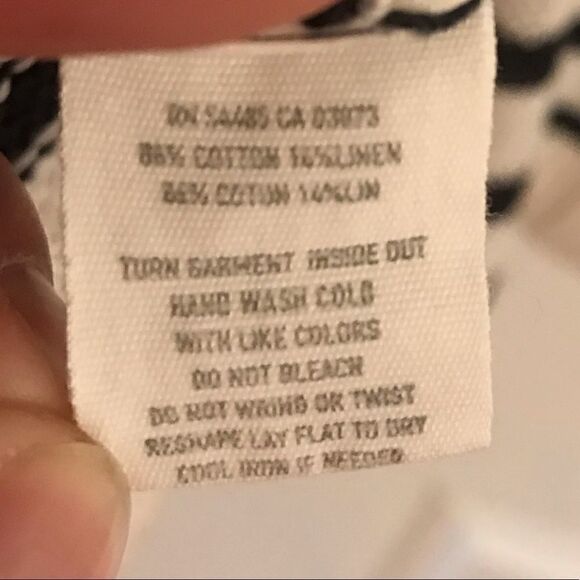 RN 54485 CA 03973
86% COTTON 14% LINEN
86% COTON 14% LIN
TURN GARMENT INSIDE OUT
HAND WASH COLD
WITH LIKE COLORS
DO NOT BLEACH
DO NOT WRING OR TWIST
RESHAPE LAY FLAT TO DRY
COOL IRON IF NEEDED